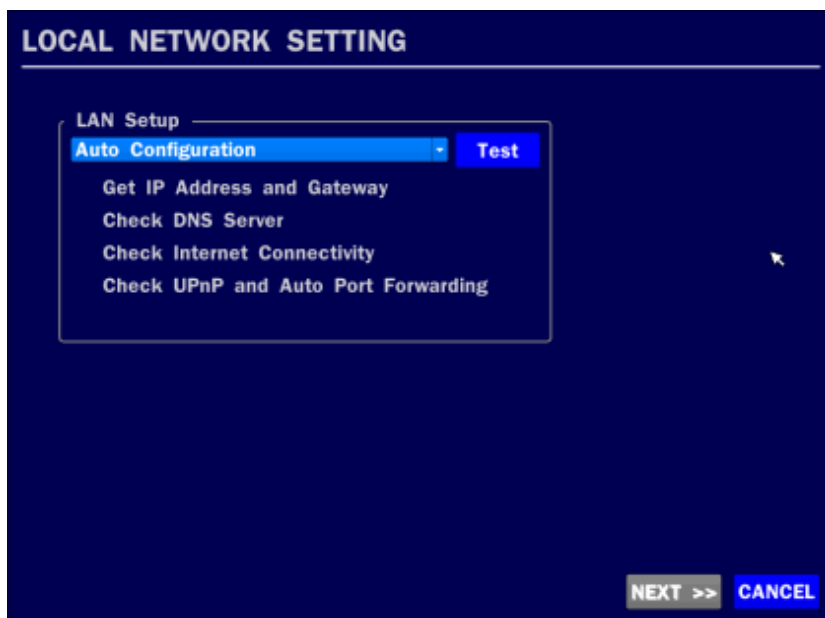 LOCAL NETWORK SETTING
LAN Setup
Auto Configuration
Test
Get IP Address and Gateway
Check DNS Server
Check Internet Connectivity
Check UPnP and Auto Port Forwarding
NEXT >> CANCEL